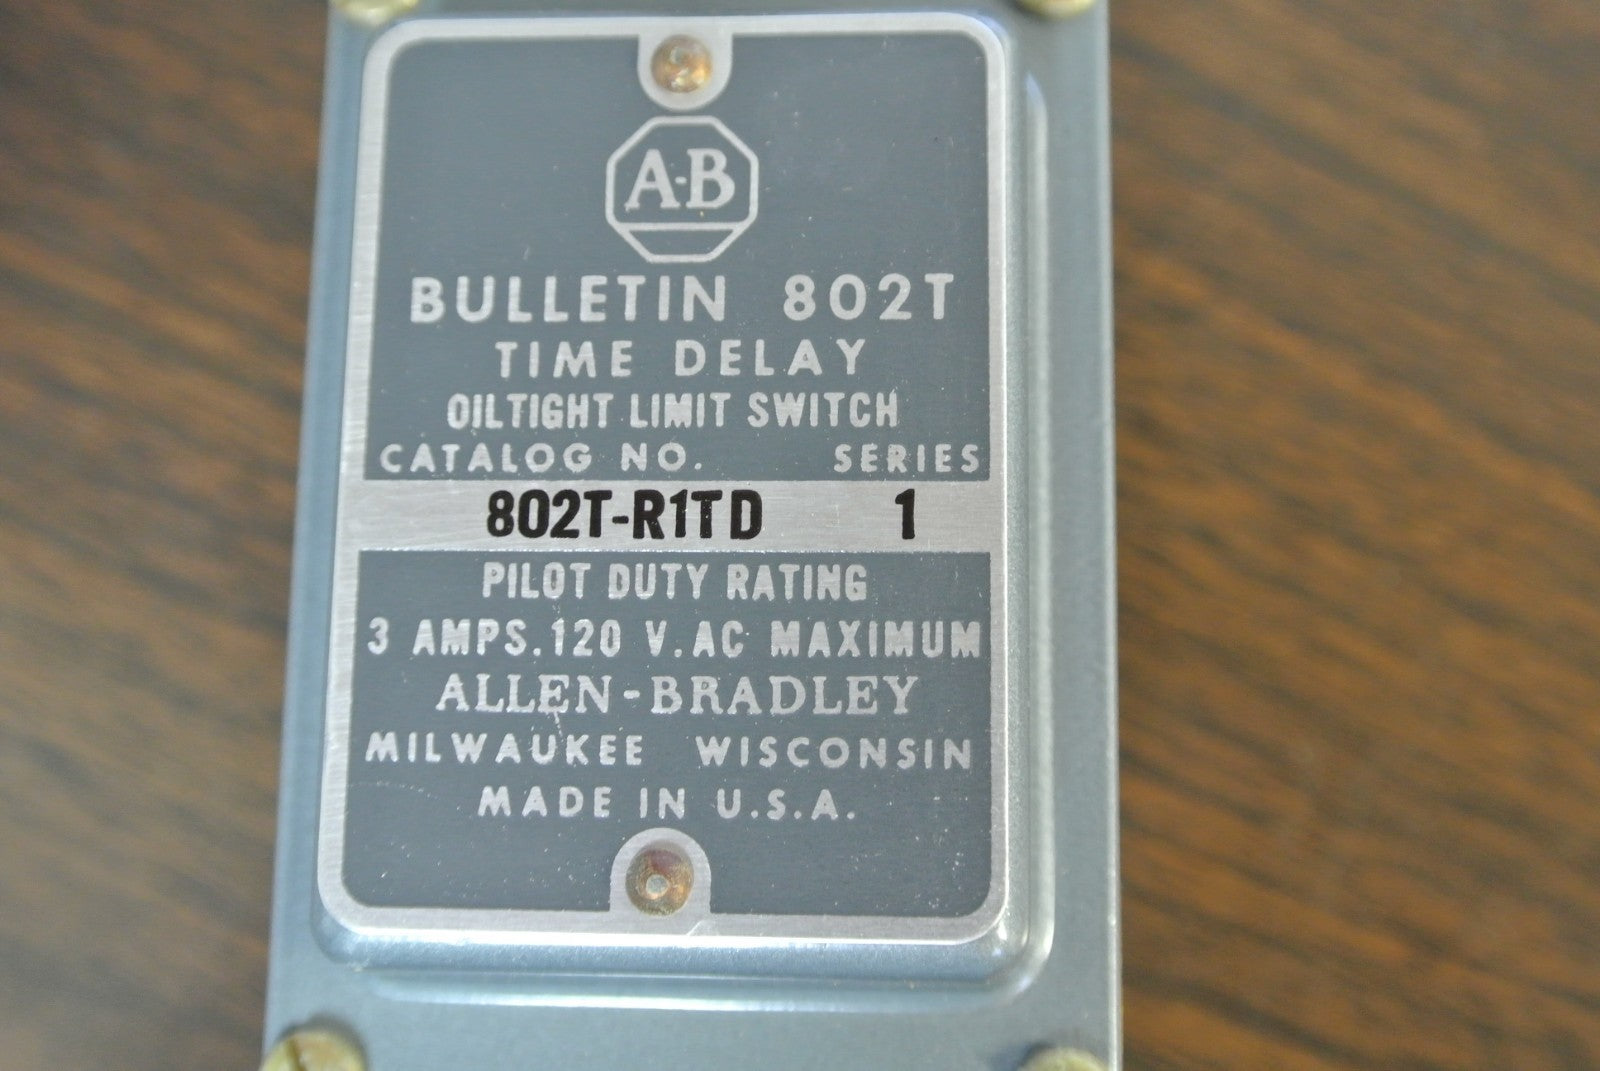 A-B
BULLETIN 802T
TIME DELAY
OILTIGHT LIMIT SWITCH
CATALOG NO. SERIES
802T-R1TD 1
PILOT DUTY RATING
3 AMPS. 120 V. AC MAXIMUM
ALLEN-BRADLEY
MILWAUKEE WISCONSIN
MADE IN U.S.A.